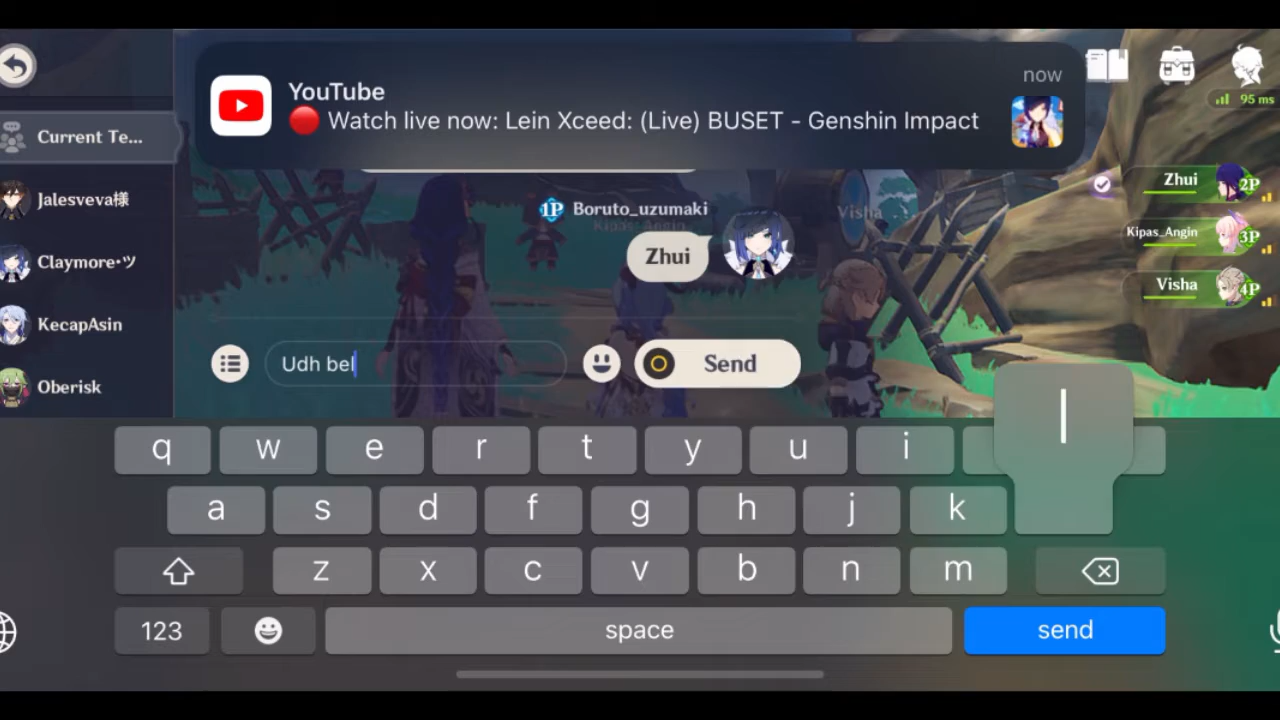 YouTube
now
🔴 Watch live now: Lein Xceed: (Live) BUSET - Genshin Impact
95 ms
Current Te...
Jalesveva様
Claymore•ツ
KecapAsin
Oberisk
1P Boruto_uzumaki
Kipas_Angin
Zhui
Visha
Zhui 2P
Kipas_Angin 3P
Visha 4P
Udh bel
Send
q w e r t y u i
a s d f g h j k l
z x c v b n m
123 space send